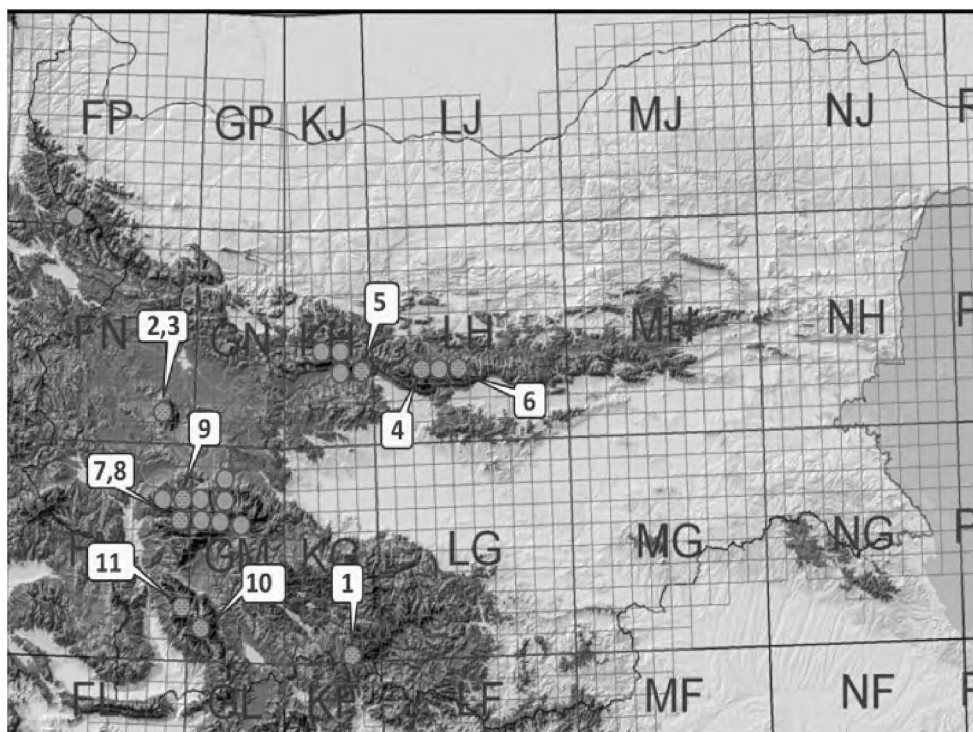 FP GP KJ LJ MJ NJ F
5
2,3
FN GN KH LH MH NH F
4 6
9
7,8
GM KG LG MG NG F
11 10 1
FL GL KF LF MF NF F